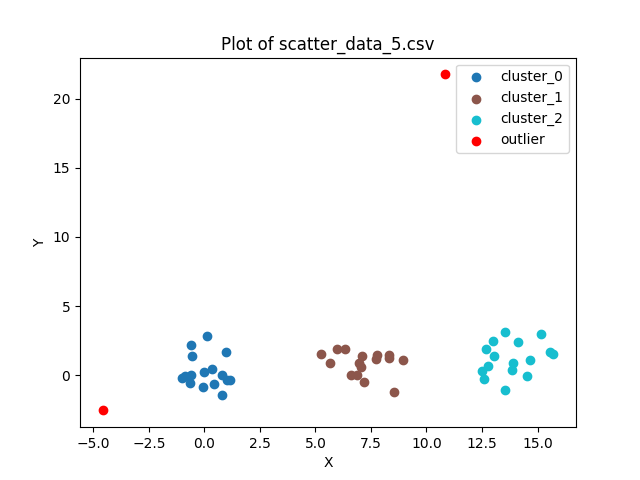 Plot of scatter_data_5.csv
cluster_0
cluster_1
cluster_2
outlier
20
15
10
5
0
Y
−5.0 −2.5 0.0 2.5 5.0 7.5 10.0 12.5 15.0
X